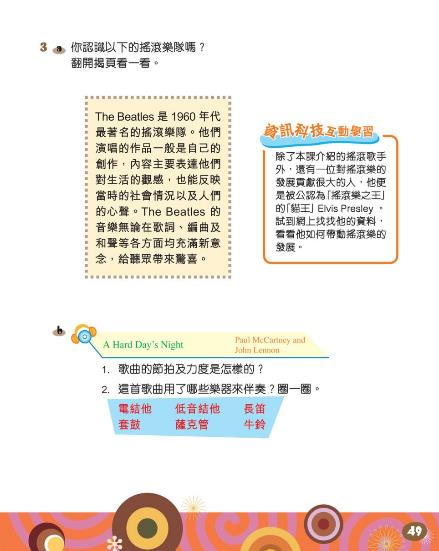 3 a 你認識以下的搖滾樂隊嗎？
翻開揭頁看一看。
The Beatles 是 1960 年代
最著名的搖滾樂隊。他們
演唱的作品一般是自己的
創作，內容主要表達他們
對生活的觀感，也能反映
當時的社會情況以及人們
的心聲。The Beatles 的
音樂無論在歌詞、編曲及
和聲等各方面均充滿新意
念，給聽眾帶來驚喜。
資訊科技互動學習
除了本課介紹的搖滾歌手
外，還有一位對搖滾樂的
發展貢獻很大的人，他便
是被公認為「搖滾樂之王」
的「貓王」Elvis Presley。
試到網上找找他的資料，
看看他如何帶動搖滾樂的
發展。
b
A Hard Day's Night
Paul McCartney and
John Lennon
1. 歌曲的節拍及力度是怎樣的？
2. 這首歌曲用了哪些樂器來伴奏？圈一圈。
電結他 低音結他 長笛
套鼓 薩克管 牛鈴
49